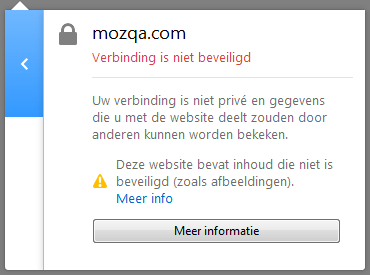 mozqa.com
Verbinding is niet beveiligd
Uw verbinding is niet privé en gegevens
die u met de website deelt zouden door
anderen kunnen worden bekeken.
Deze website bevat inhoud die niet is
beveiligd (zoals afbeeldingen).
Meer info
Meer informatie